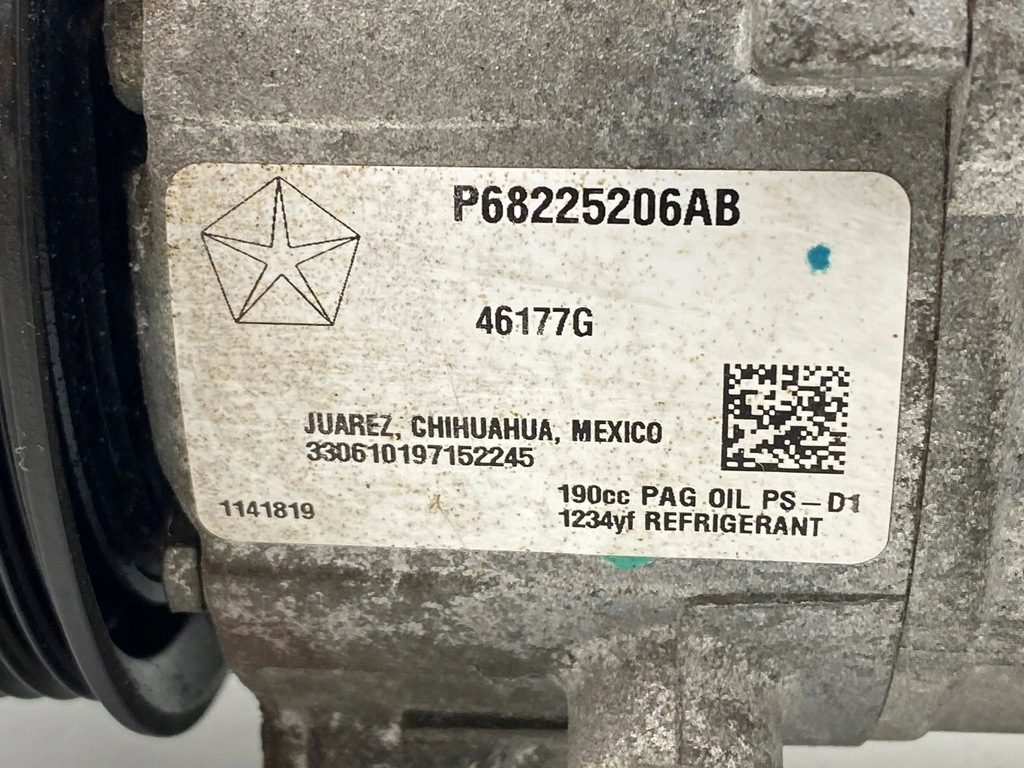 P68225206AB
46177G
JUAREZ, CHIHUAHUA, MEXICO
330610197152245
1141819
190cc PAG OIL PS-D1
1234yf REFRIGERANT